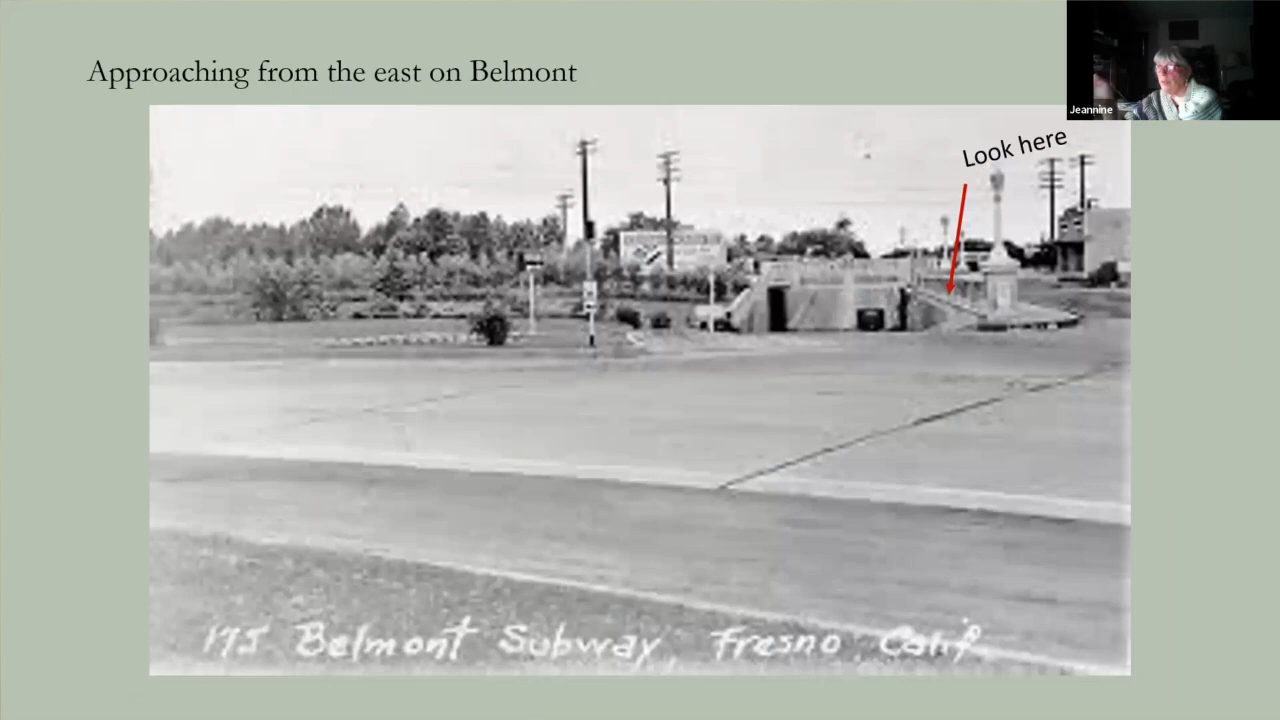 Approaching from the east on Belmont
Jeannine
Look here
175 Belmont Subway, Fresno, Calif.